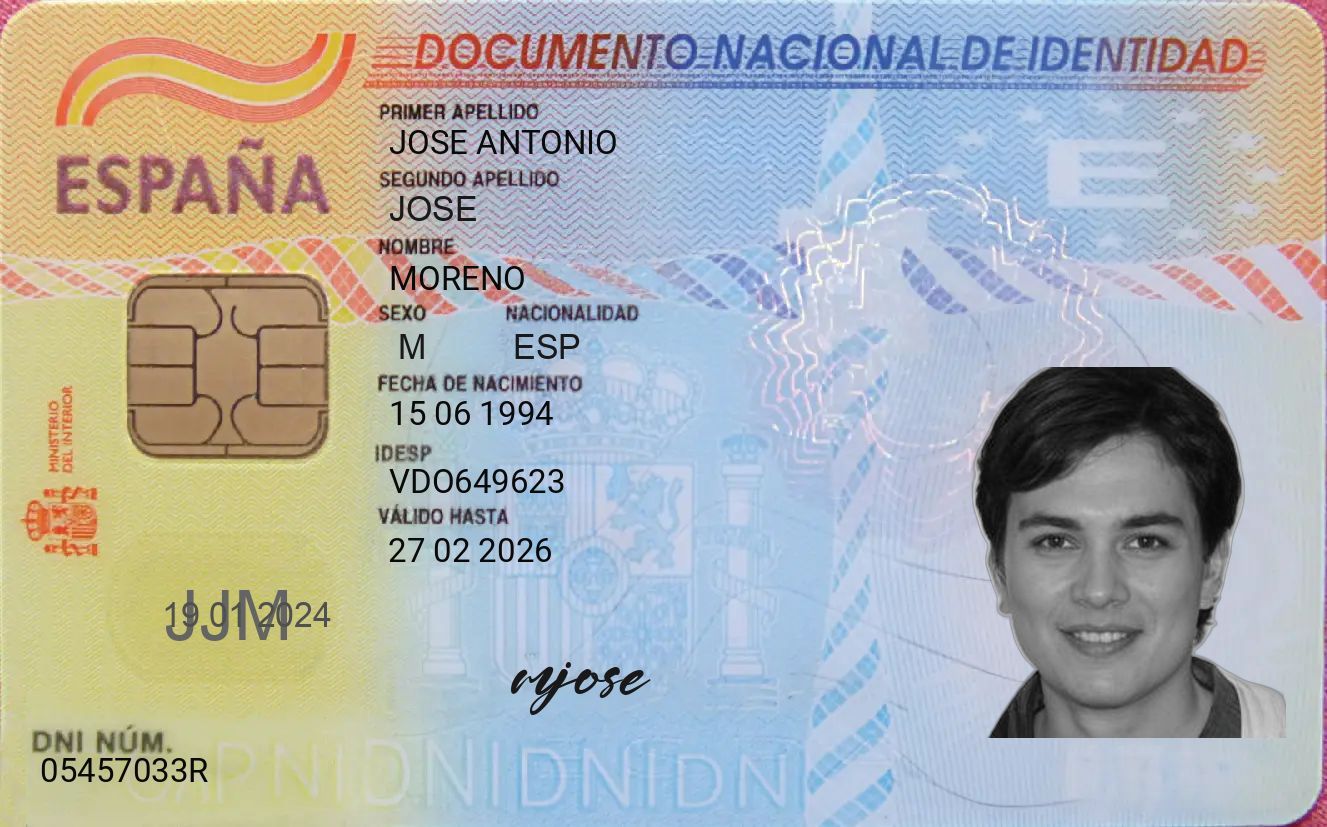 DOCUMENTO NACIONAL DE IDENTIDAD
ESPAÑA
PRIMER APELLIDO
JOSE ANTONIO
SEGUNDO APELLIDO
JOSE
NOMBRE
MORENO
SEXO NACIONALIDAD
M ESP
FECHA DE NACIMIENTO
15 06 1994
IDESP
VDO649623
VÁLIDO HASTA
27 02 2026
MINISTERIO
DEL INTERIOR
19 01 2024
JJM
myjose
DNI NÚM.
05457033R
E
DNIDNIDNIDN